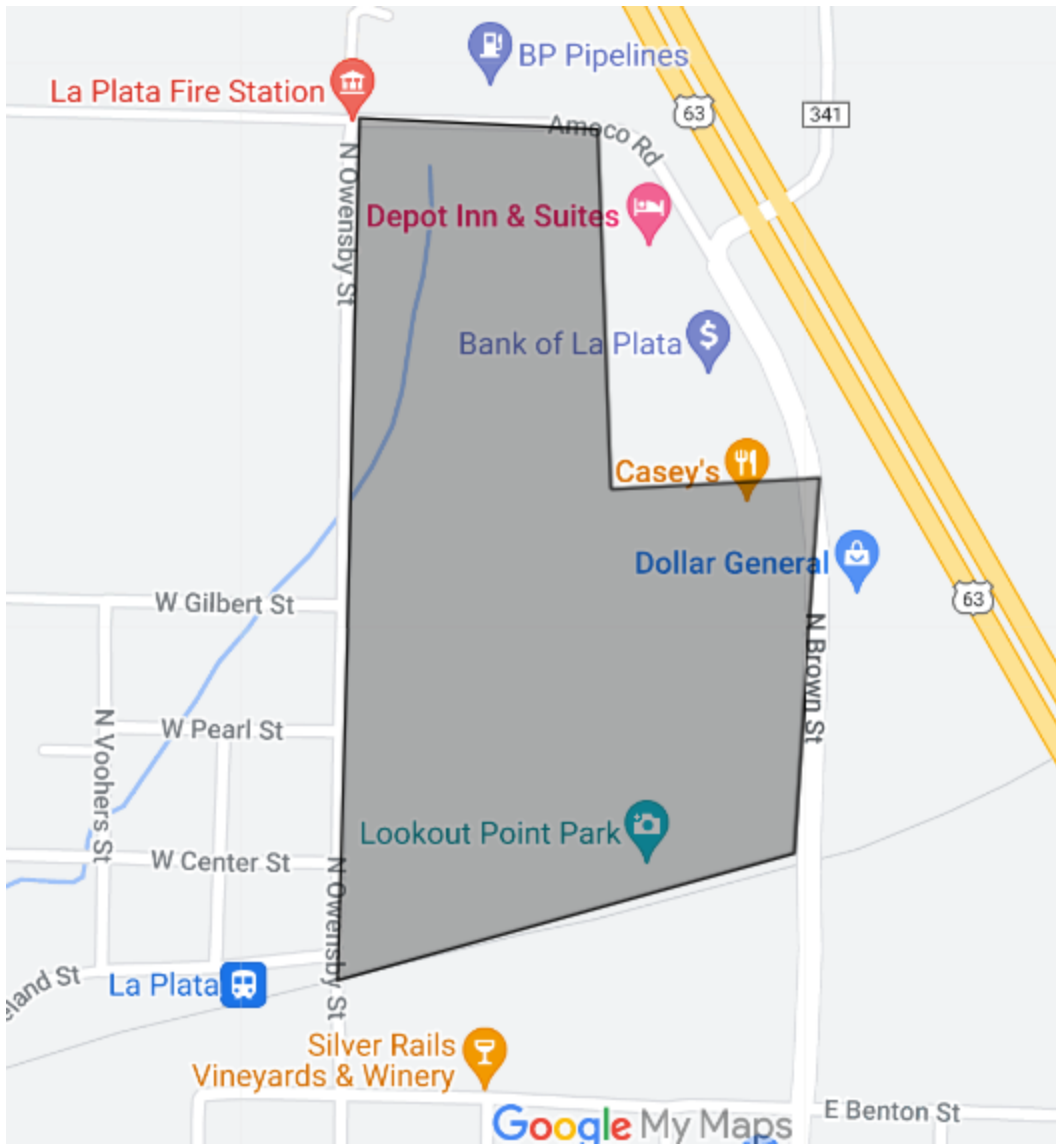 BP Pipelines
La Plata Fire Station
63
341
Amoco Rd
N Owensby St
Depot Inn & Suites
Bank of La Plata
Casey's
Dollar General
W Gilbert St
63
N Brown St
W Pearl St
N Voohers St
Lookout Point Park
W Center St
N Owensby St
eland St
La Plata
Silver Rails
Vineyards & Winery
E Benton St
Google My Maps